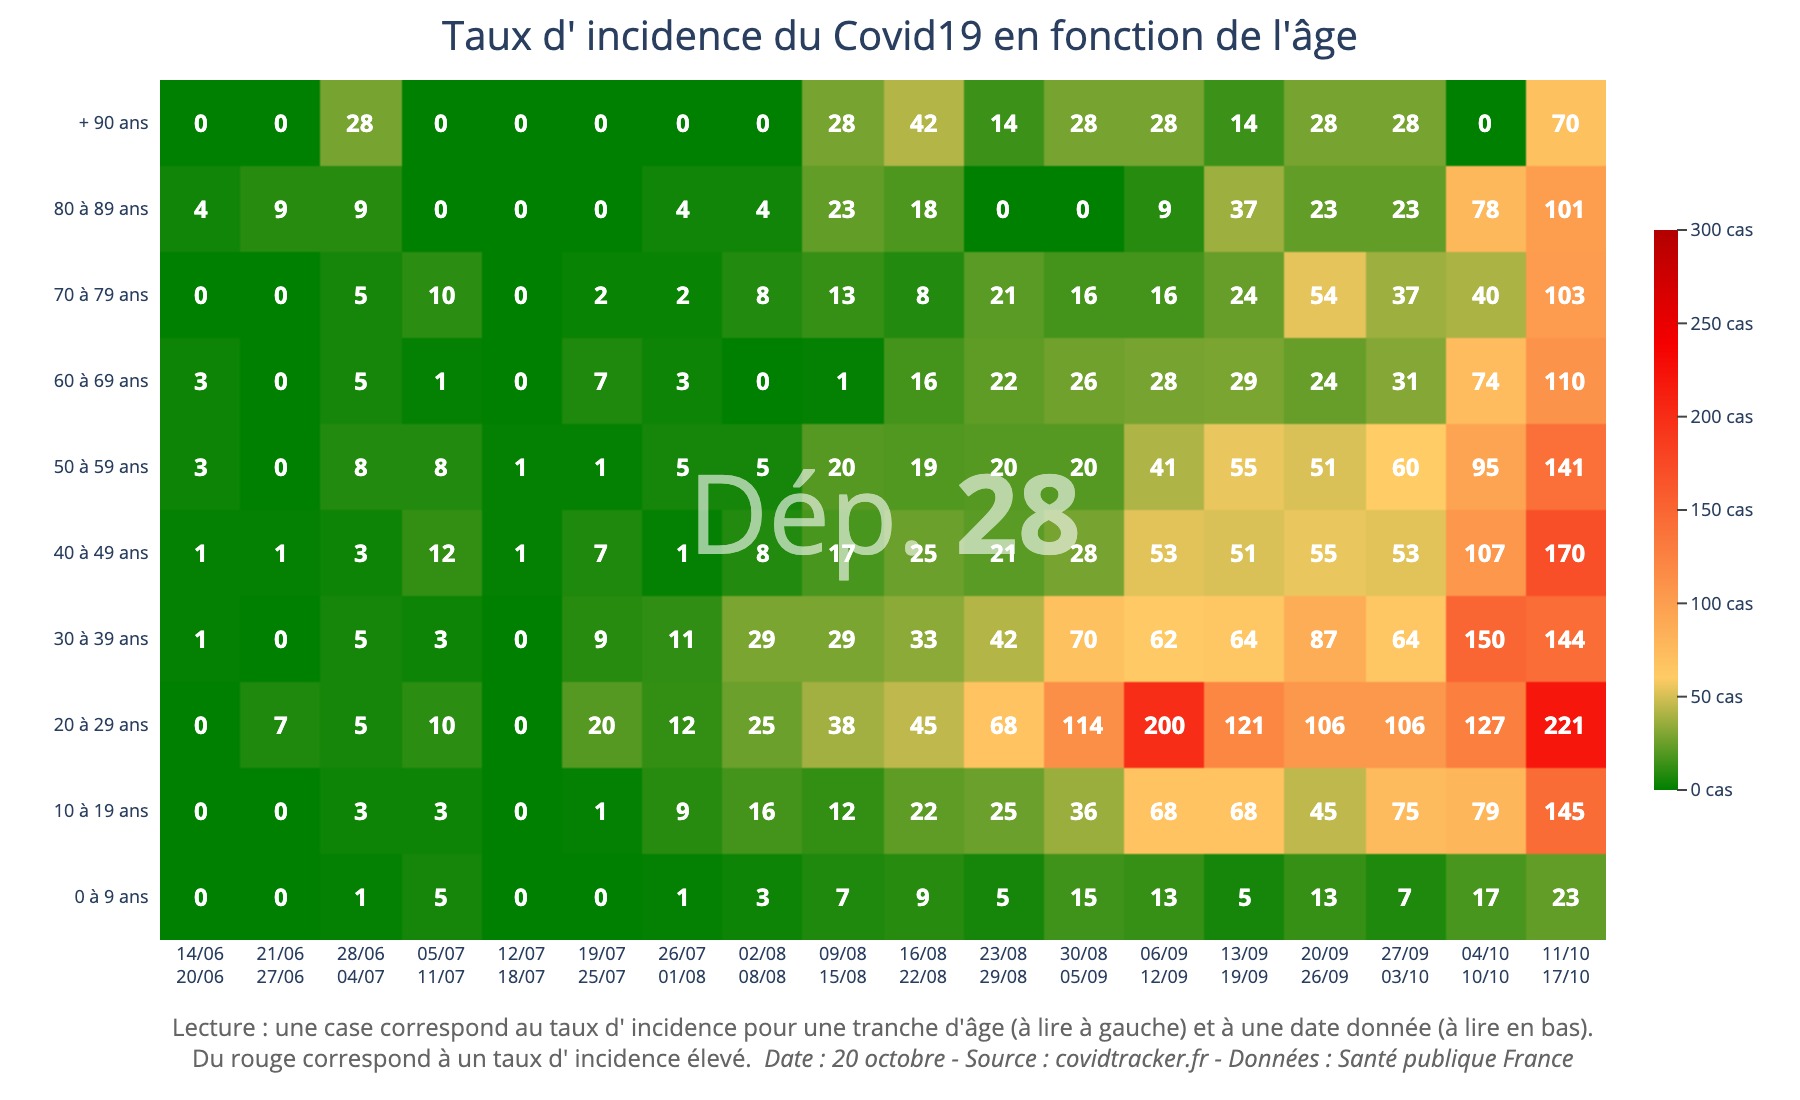 Taux d' incidence du Covid19 en fonction de l'âge
+ 90 ans 0 0 28 0 0 0 0 0 28 42 14 28 28 14 28 28 0 70
80 à 89 ans 4 9 9 0 0 0 4 4 23 18 0 0 9 37 23 23 78 101
70 à 79 ans 0 0 5 10 0 2 2 8 13 8 21 16 16 24 54 37 40 103
60 à 69 ans 3 0 5 1 0 7 3 0 1 16 22 26 28 29 24 31 74 110
50 à 59 ans 3 0 8 8 1 1 5 5 20 19 20 20 41 55 51 60 95 141
Dép. 28
40 à 49 ans 1 1 3 12 1 7 1 8 17 25 21 28 53 51 55 53 107 170
30 à 39 ans 1 0 5 3 0 9 11 29 29 33 42 70 62 64 87 64 150 144
20 à 29 ans 0 7 5 10 0 20 12 25 38 45 68 114 200 121 106 106 127 221
10 à 19 ans 0 0 3 3 0 1 9 16 12 22 25 36 68 68 45 75 79 145
0 à 9 ans 0 0 1 5 0 0 1 3 7 9 5 15 13 5 13 7 17 23
14/06 21/06 28/06 05/07 12/07 19/07 26/07 02/08 09/08 16/08 23/08 30/08 06/09 13/09 20/09 27/09 04/10 11/10
20/06 27/06 04/07 11/07 18/07 25/07 01/08 08/08 15/08 22/08 29/08 05/09 12/09 19/09 26/09 03/10 10/10 17/10
300 cas
250 cas
200 cas
150 cas
100 cas
50 cas
0 cas
Lecture : une case correspond au taux d' incidence pour une tranche d'âge (à lire à gauche) et à une date donnée (à lire en bas).
Du rouge correspond à un taux d' incidence élevé. Date : 20 octobre - Source : covidtracker.fr - Données : Santé publique France